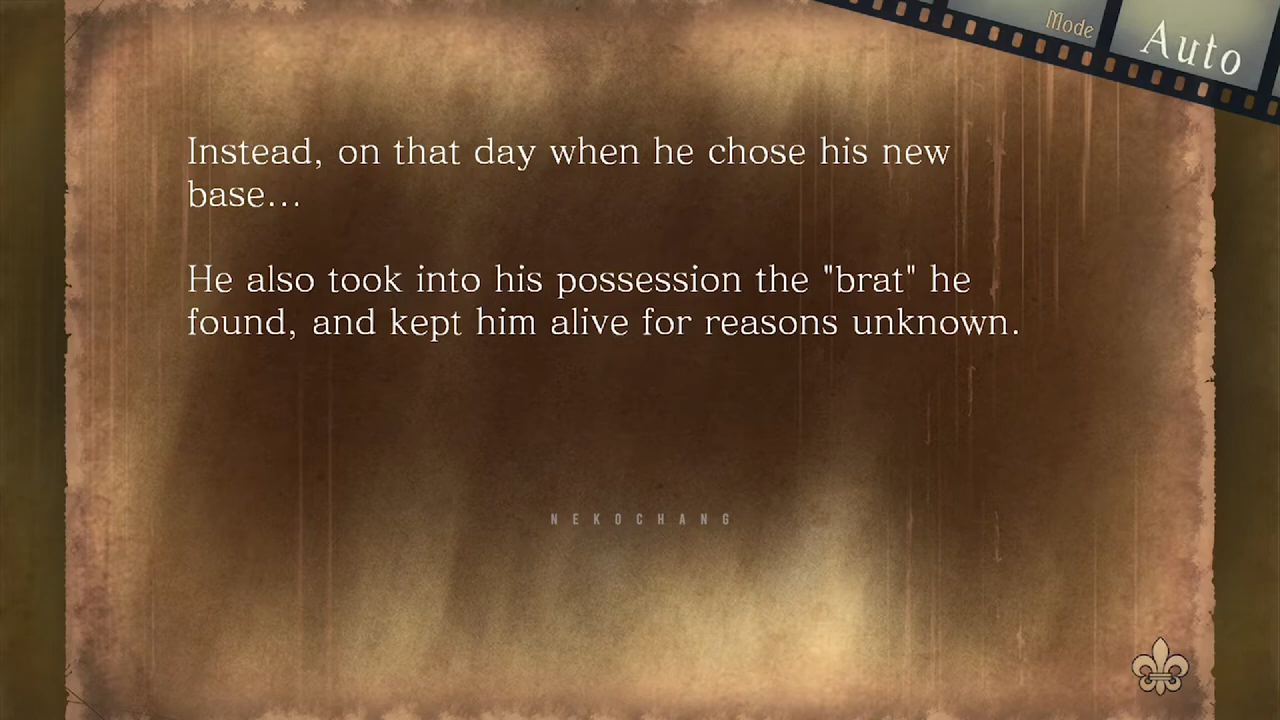 Mode
Auto
Instead, on that day when he chose his new
base...
He also took into his possession the "brat" he
found, and kept him alive for reasons unknown.
NEKOCHANG